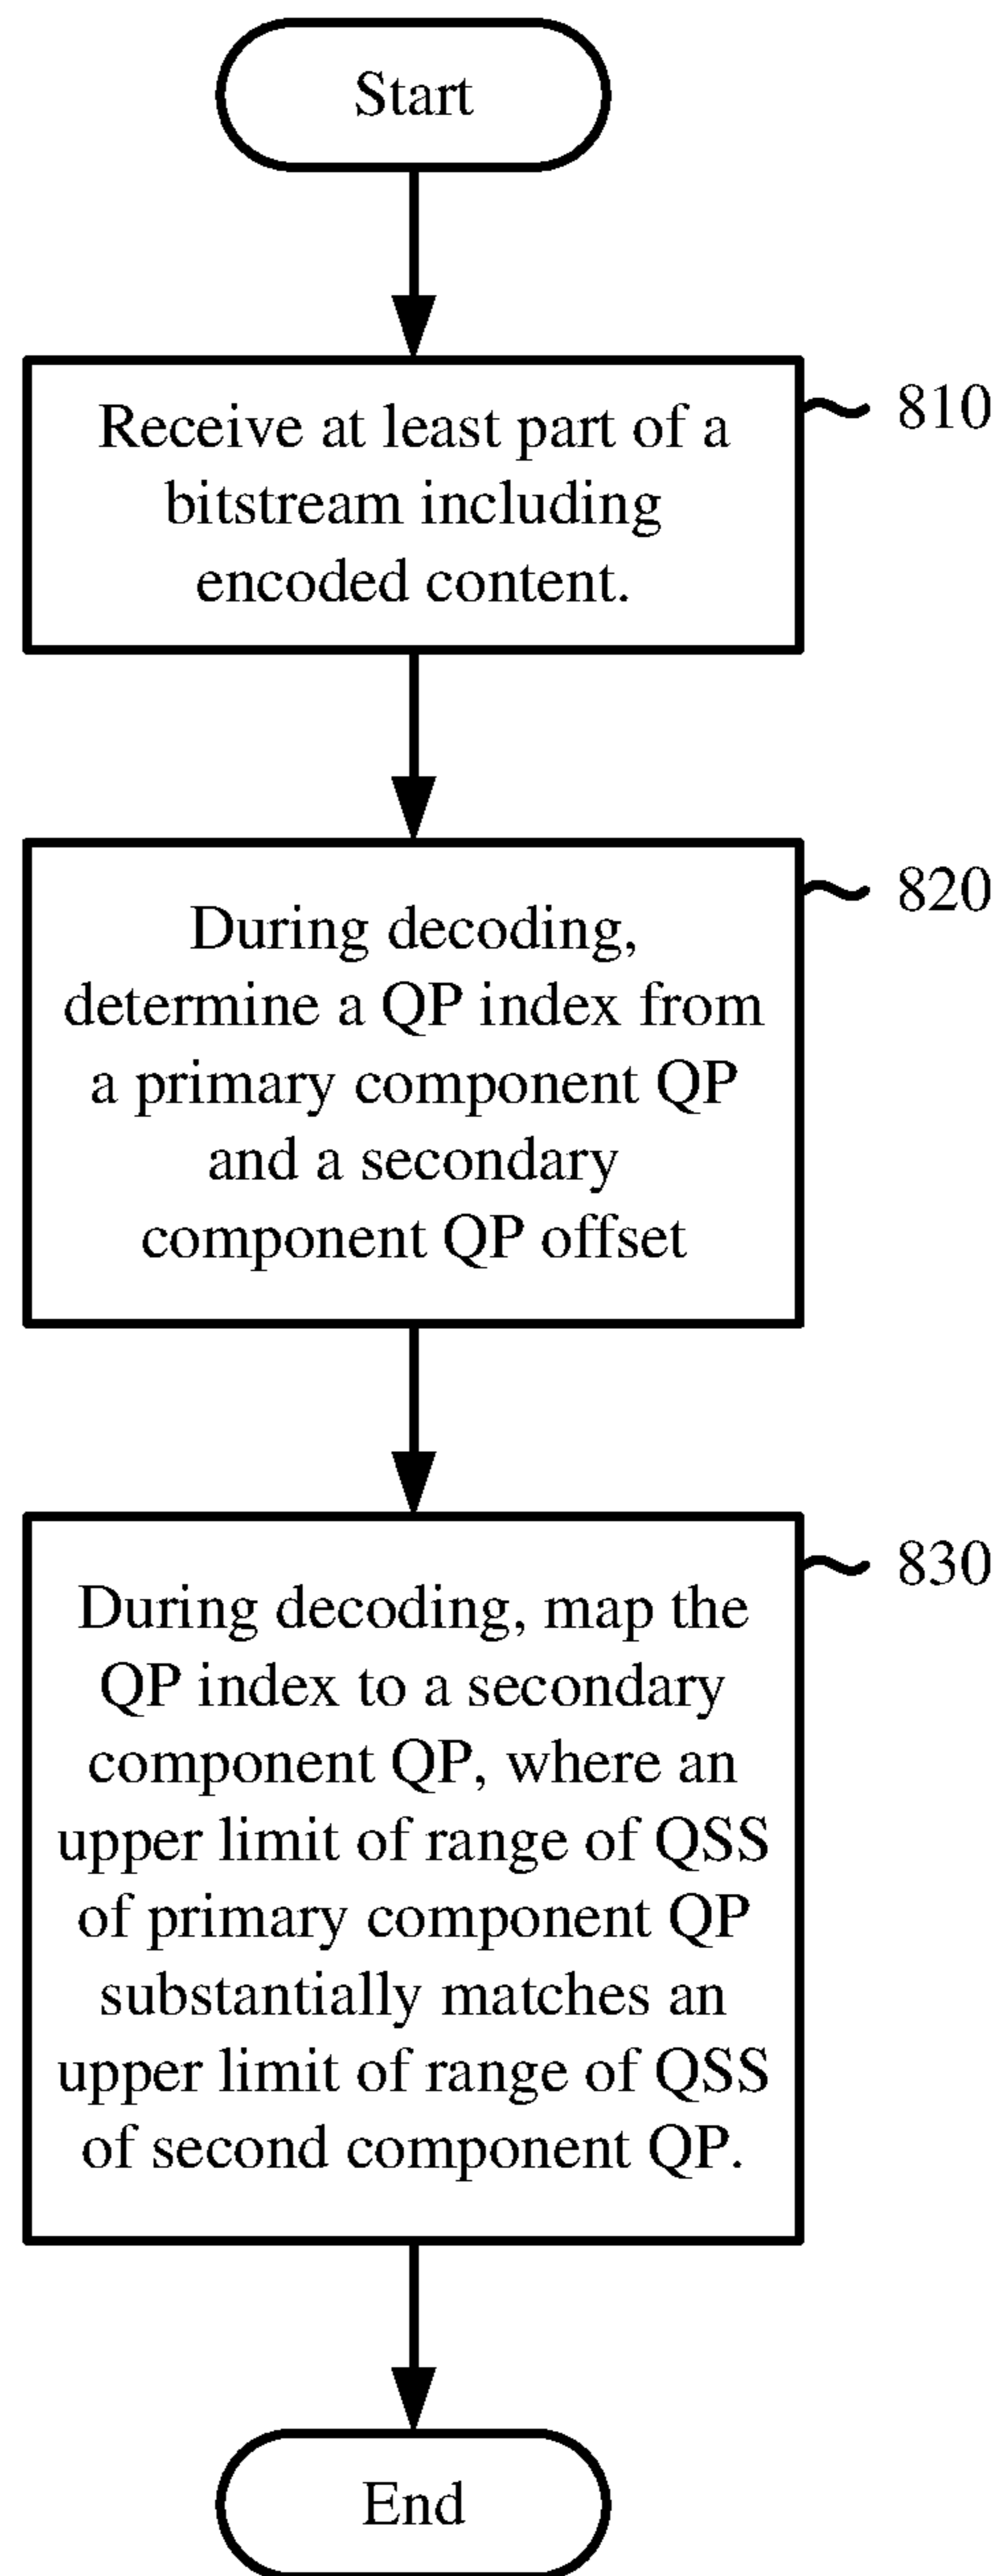 Start
Receive at least part of a
bitstream including
encoded content.
810
During decoding,
determine a QP index from
a primary component QP
and a secondary
component QP offset
820
During decoding, map the
QP index to a secondary
component QP, where an
upper limit of range of QSS
of primary component QP
substantially matches an
upper limit of range of QSS
of second component QP.
830
End